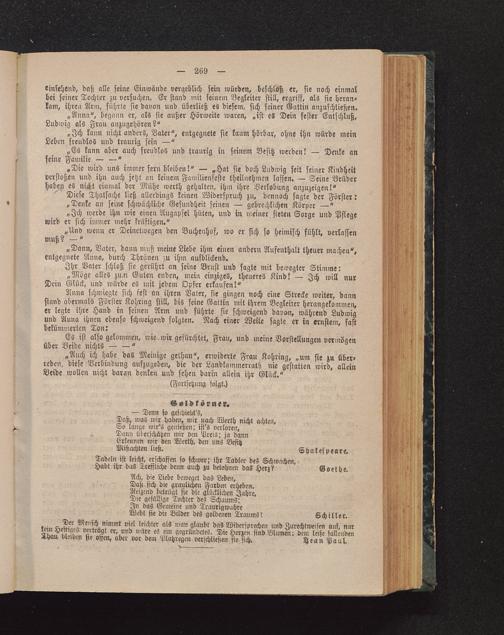 — 269 —
einsehend, daß alle seine Einwände vergeblich sein würden, beschloß er, sie noch einmal
bei seiner Tochter zu versuchen. Er stand mit seinem Begleiter still, ergriff, als sie heran-
kam, ihren Arm, führte sie davon und überließ es diesem, sich seiner Gattin anzuschließen.
„Anna“, begann er, als sie außer Hörweite waren, „ist es Dein fester Entschluß,
Ludwig als Frau anzugehören?“
„Ich kann nicht anders, Vater“, entgegnete sie kaum hörbar, ohne ihn würde mein
Leben freudlos und traurig sein —“
„Es kann aber auch freudlos und traurig in seinem Besitz werden! — Denke an
seine Familie — —“
„Die wird uns immer fern bleiben!“ — „Hat sie doch Ludwig seit seiner Kindheit
verstoßen und ihn auch jetzt an keinem Familienfeste theilnehmen lassen. — Seine Brüder
haben es nicht einmal der Mühe werth gehalten, ihm ihre Verlobung anzuzeigen!“
Diese Thatsache ließ allerdings keinen Widerspruch zu, dennoch sagte der Förster:
„Denke an seine schwächliche Gesundheit seinen — gebrechlichen Körper —“
„Ich werde ihn wie einen Augapfel hüten, und in meiner steten Sorge und Pflege
wird er sich immer mehr kräftigen.“
„Und wenn er Deinetwegen den Buchenhof, wo er sich so heimisch fühlt, verlassen
muß? —“
„Dann, Vater, dann muß meine Liebe ihm einen andern Aufenthalt theuer machen“,
entgegnete Anna, durch Thränen zu ihm aufblickend.
Ihr Vater schloß sie gerührt an seine Brust und sagte mit bewegter Stimme:
„Möge alles zum Guten enden, mein einziges, theueres Kind! — Ich will nur
Dein Glück, und würde es mit jedem Opfer erkaufen!“
Anna schmiegte sich fest an ihren Vater, sie gingen noch eine Strecke weiter, dann
stand abermals Förster Kohring still, bis seine Gattin mit ihrem Begleiter herangekommen,
er legte ihre Hand in seinen Arm und führte sie schweigend davon, während Ludwig
und Anna ihnen ebenso schweigend folgten. Nach einer Weile sagte er in ernstem, fast
bekümmerten Ton:
Es ist also gekommen, wie wir gefürchtet, Frau, und meine Vorstellungen vermögen
über Beide nichts — —“
„Auch ich habe das Meinige gethan“, erwiderte Frau Kohring, „um sie zu über-
reden, diese Verbindung aufzugeben, die der Landkammerrath nie gestatten wird, allein
Beide wollen nicht daran denken und sehen darin allein ihr Glück.“
(Fortsetzung folgt.)
Goldkörner.
— Denn so geschieht's,
Daß, was wir haben, wir nach Werth nicht achten,
So lange wir's genießen; ist's verloren,
Dann überschätzen wir den Preis; ja dann
Erkennen wir den Werth, den uns Besitz
Mißachten ließ.
Shakespeare.
Tadeln ist leicht, erschaffen so schwer; ihr Tadler des Schwachen,
Habt ihr das Treffliche denn auch zu belohnen das Herz?
Goethe.
Ach, die Liebe bewegt das Leben,
Daß sich die graulichen Farben erheben.
Reizend betrügt sie die glücklichen Jahre,
Die gefällige Tochter des Schaums;
In das Gemeine und Traurigwahre
Webt sie die Bilder des goldenen Traums!
Schiller.
Der Mensch nimmt viel leichter als man glaubt das Widersprechen und Zurechtweisen auf, nur
kein heftiges verträgt er, und wäre es ein gegründetes. Die Herzen sind Blumen: dem leise fallenden
Thau bleiben sie offen, aber vor dem Platzregen verschließen sie sich.
Jean Paul.